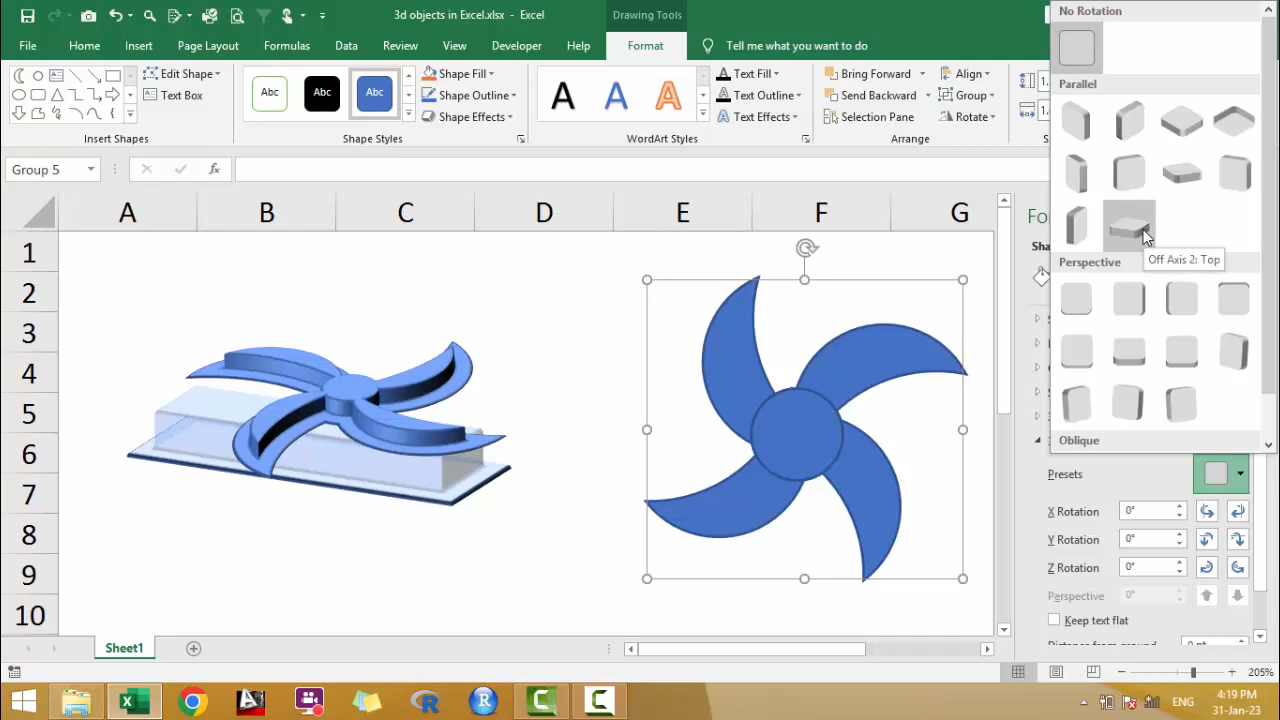 3d objects in Excel.xlsx - Excel
Drawing Tools
File Home Insert Page Layout Formulas Data Review View Developer Help Format Tell me what you want to do
Edit Shape
Text Box
Insert Shapes
Abc Abc Abc
Shape Fill
Shape Outline
Shape Effects
Shape Styles
A A A
Text Fill
Text Outline
Text Effects
WordArt Styles
Bring Forward
Send Backward
Selection Pane
Align
Group
Rotate
Arrange
Group 5
fx
A B C D E F G
1
2
3
4
5
6
7
8
9
10
No Rotation
Parallel
Off Axis 2: Top
Perspective
Oblique
Presets
X Rotation 0°
Y Rotation 0°
Z Rotation 0°
Perspective 0°
Keep text flat
Distance from ground 0 pt
Sheet1
205%
ENG
4:19 PM
31-Jan-23